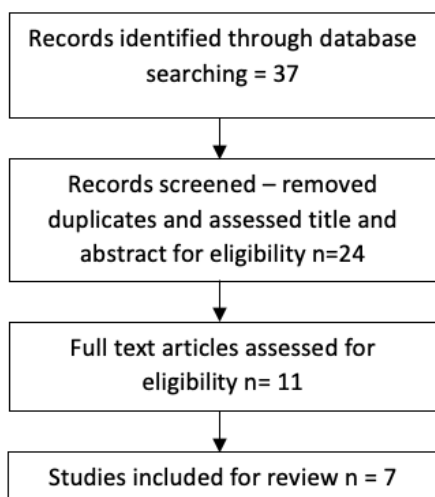 Records identified through database
searching = 37
Records screened – removed
duplicates and assessed title and
abstract for eligibility n=24
Full text articles assessed for
eligibility n= 11
Studies included for review n = 7